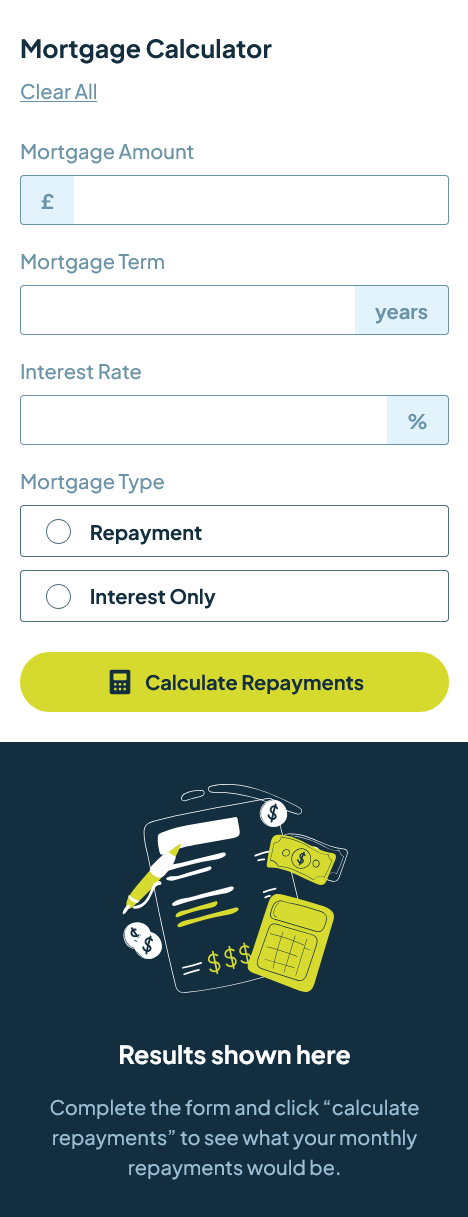 Mortgage Calculator
Clear All
Mortgage Amount
£
Mortgage Term
years
Interest Rate
%
Mortgage Type
Repayment
Interest Only
Calculate Repayments
$
$
$ $
$$$
Results shown here
Complete the form and click “calculate
repayments” to see what your monthly
repayments would be.